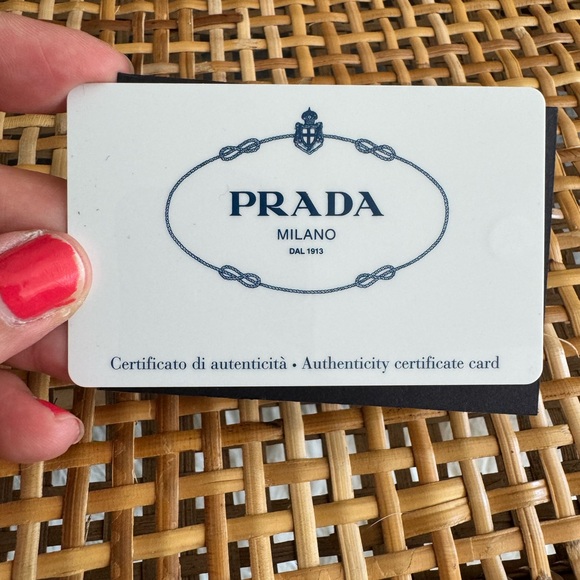 PRADA
MILANO
DAL 1913
Certificato di autenticità • Authenticity certificate card